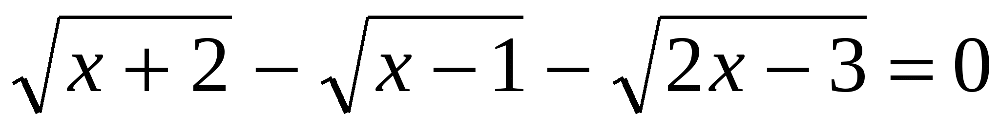 √(x + 2) − √(x − 1) − √(2x − 3) = 0